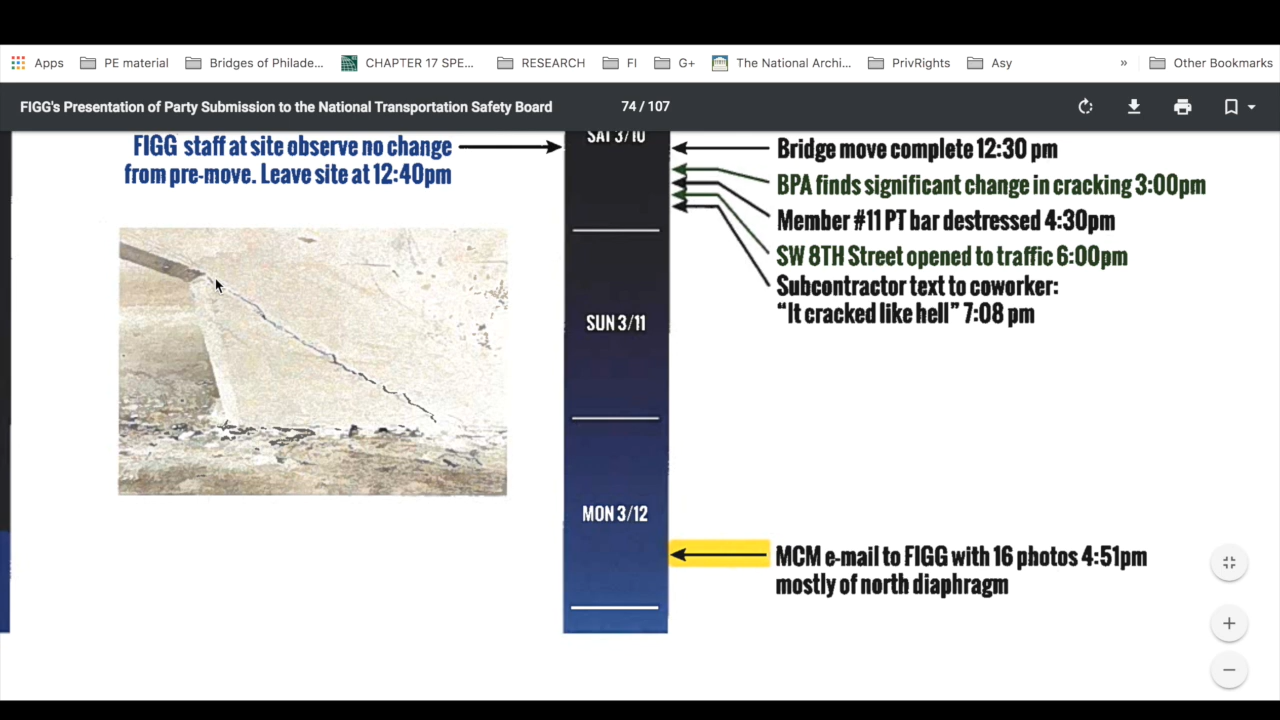 Apps
PE material
Bridges of Philade...
CHAPTER 17 SPE...
RESEARCH
FI
G+
The National Archi...
PrivRights
Asy
»
Other Bookmarks
FIGG's Presentation of Party Submission to the National Transportation Safety Board
74 / 107
FIGG staff at site observe no change
from pre-move. Leave site at 12:40pm
SAT 3/10
Bridge move complete 12:30 pm
BPA finds significant change in cracking 3:00pm
Member #11 PT bar destressed 4:30pm
SW 8TH Street opened to traffic 6:00pm
Subcontractor text to coworker:
“It cracked like hell” 7:08 pm
SUN 3/11
MON 3/12
MCM e-mail to FIGG with 16 photos 4:51pm
mostly of north diaphragm